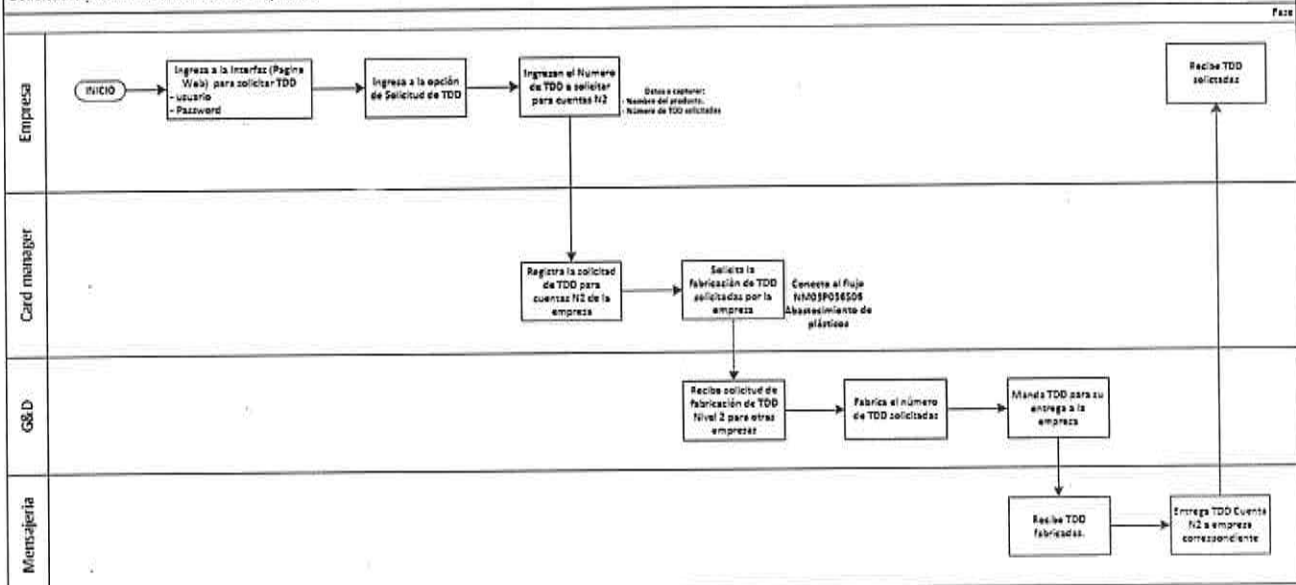 Fase
Empresa
INICIO
Ingresa a la Interfaz (Pagina
Web) para solicitar TDD
- usuario
- Password
Ingresa a la opción
de Solicitud de TDD
Ingresan el Numero
de TDD a solicitar
para cuentas N2
Datos a capturar:
- Nombre del producto.
- Número de TDD solicitadas
Recibe TDD
solicitadas
Card manager
Registra la solicitud
de TDD para
cuentas N2 de la
empresa
Solicita la
fabricación de TDD
solicitadas por la
empresa
Conecta al flujo
Abastecimiento de
plásticos
G&D
Recibe solicitud de
fabricación de TDD
Nivel 2 para otras
empresas
Fabrica el número
de TDD solicitadas
Manda TDD para su
entrega a la
empresa
Mensajeria
Recibe TDD
fabricadas.
Entrega TDD Cuenta
N2 a empresa
correspondiente